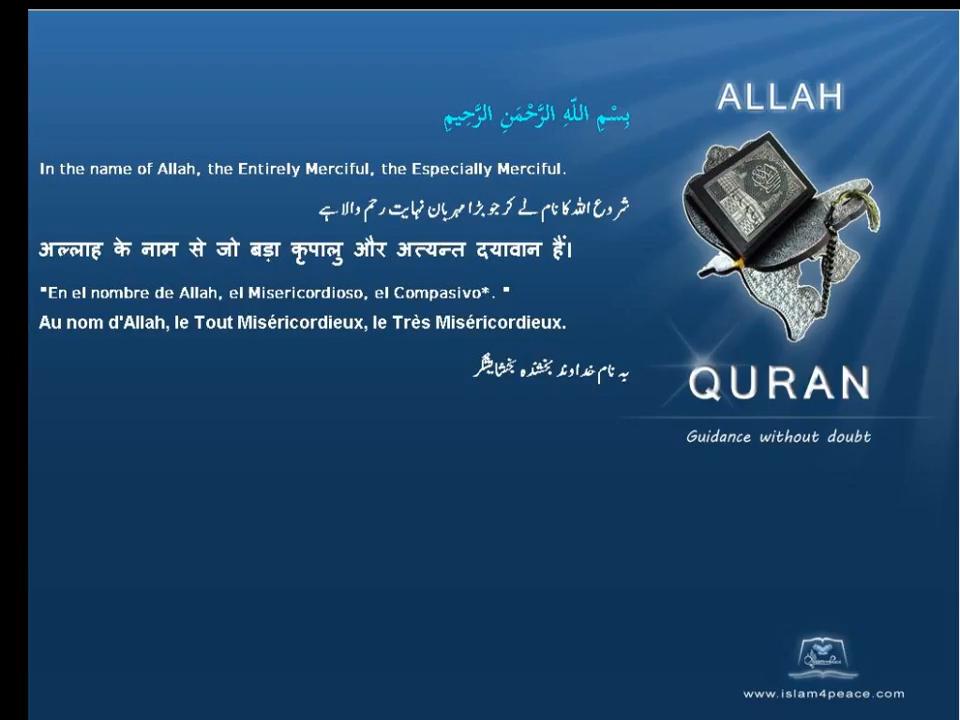 بِسْمِ اللَّهِ الرَّحْمَنِ الرَّحِيمِ
In the name of Allah, the Entirely Merciful, the Especially Merciful.
شروع الله کا نام لے کر جو بڑا مہربان نہایت رحم والا ہے
अल्लाह के नाम से जो बड़ा कृपालु और अत्यन्त दयावान हैं।
"En el nombre de Allah, el Misericordioso, el Compasivo*. "
Au nom d'Allah, le Tout Miséricordieux, le Très Miséricordieux.
به نام خداوند بخشنده بخشایشگر
ALLAH
QURAN
Guidance without doubt
www.islam4peace.com